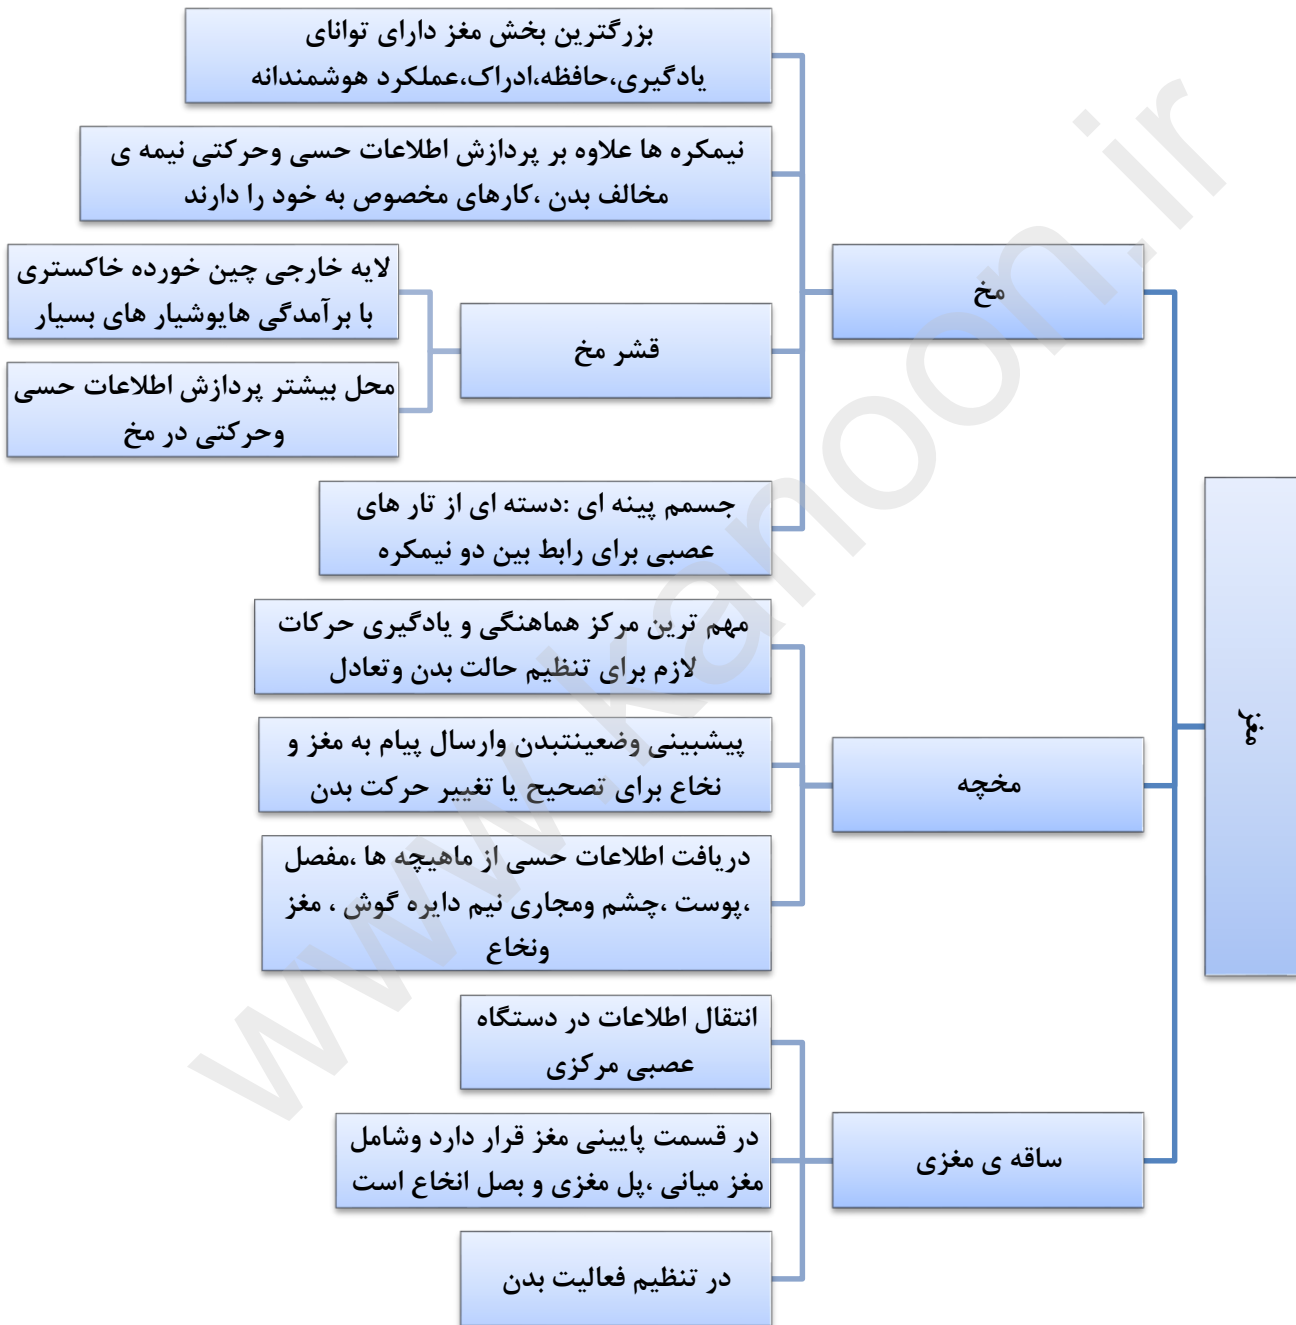 مغز
مخ
بزرگترین بخش مغز دارای توانای
یادگیری،حافظه،ادراک،عملکرد هوشمندانه
نیمکره ها علاوه بر پردازش اطلاعات حسی وحرکتی نیمه ی
مخالف بدن ،کارهای مخصوص به خود را دارند
قشر مخ
لایه خارجی چین خورده خاکستری
با برآمدگی هایوشیار های بسیار
محل بیشتر پردازش اطلاعات حسی
وحرکتی در مخ
جسمم پینه ای :دسته ای از تار های
عصبی برای رابط بین دو نیمکره
مخچه
مهم ترین مرکز هماهنگی و یادگیری حرکات
لازم برای تنظیم حالت بدن وتعادل
پیشبینی وضعینتبدن وارسال پیام به مغز و
نخاع برای تصحیح یا تغییر حرکت بدن
دریافت اطلاعات حسی از ماهیچه ها ،مفصل
،پوست ،چشم ومجاری نیم دایره گوش ، مغز
ونخاع
ساقه ی مغزی
انتقال اطلاعات در دستگاه
عصبی مرکزی
در قسمت پایینی مغز قرار دارد وشامل
مغز میانی ،پل مغزی و بصل انخاع است
در تنظیم فعالیت بدن
www.kanoon.ir